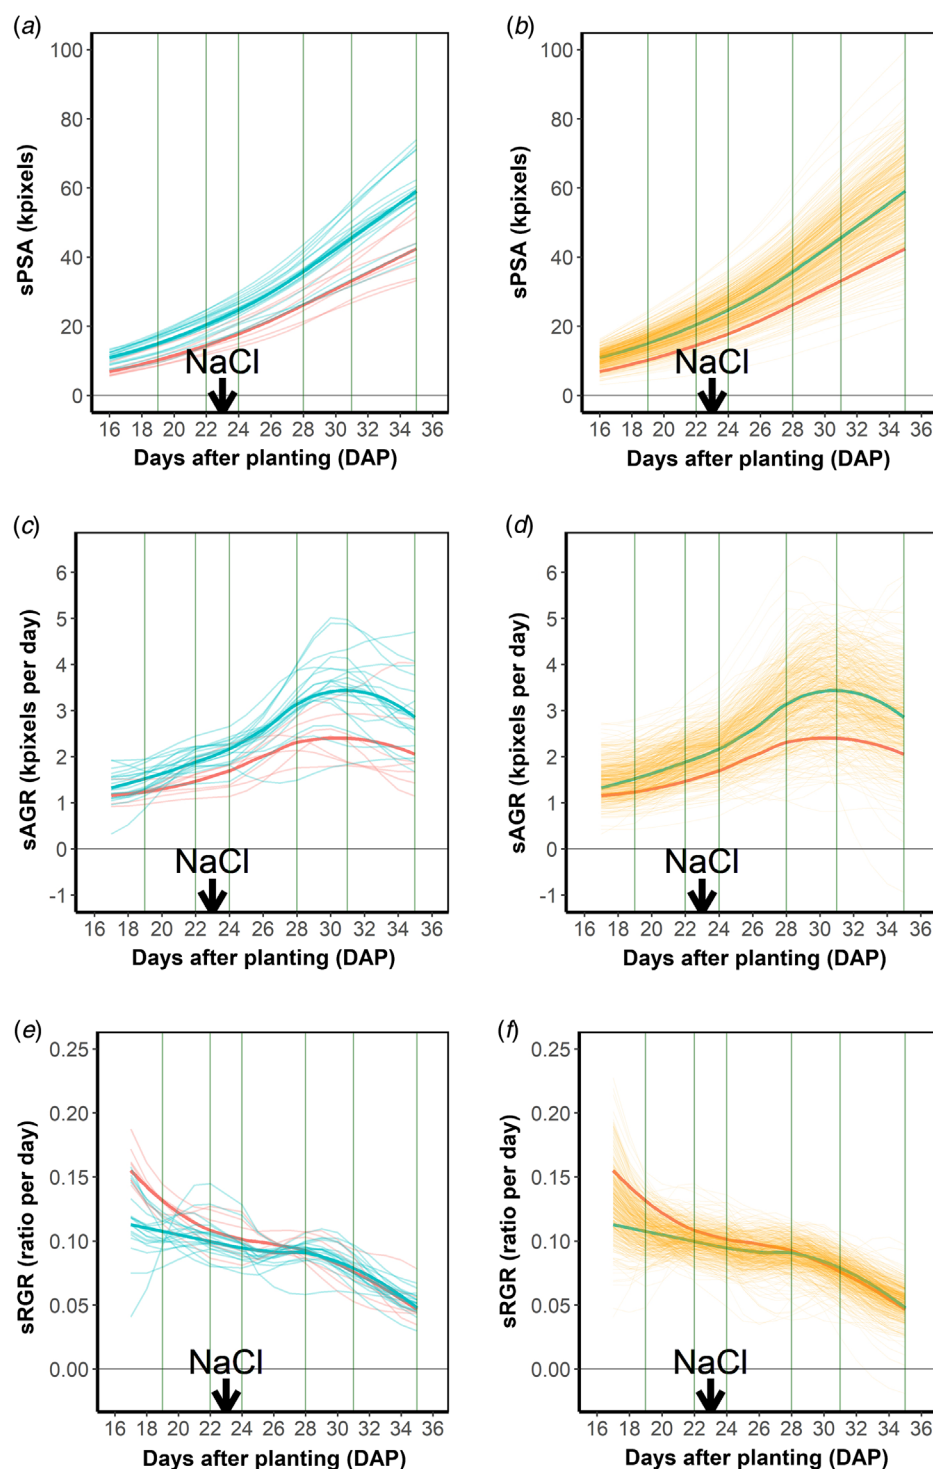 (a)
sPSA (kpixels)
100
80
60
40
20
0
NaCl
16 18 20 22 24 26 28 30 32 34 36
Days after planting (DAP)
(b)
sPSA (kpixels)
100
80
60
40
20
0
NaCl
16 18 20 22 24 26 28 30 32 34 36
Days after planting (DAP)
(c)
sAGR (kpixels per day)
6
5
4
3
2
1
0
-1
NaCl
16 18 20 22 24 26 28 30 32 34 36
Days after planting (DAP)
(d)
sAGR (kpixels per day)
6
5
4
3
2
1
0
-1
NaCl
16 18 20 22 24 26 28 30 32 34 36
Days after planting (DAP)
(e)
sRGR (ratio per day)
0.25
0.20
0.15
0.10
0.05
0.00
NaCl
16 18 20 22 24 26 28 30 32 34 36
Days after planting (DAP)
(f)
sRGR (ratio per day)
0.25
0.20
0.15
0.10
0.05
0.00
NaCl
16 18 20 22 24 26 28 30 32 34 36
Days after planting (DAP)